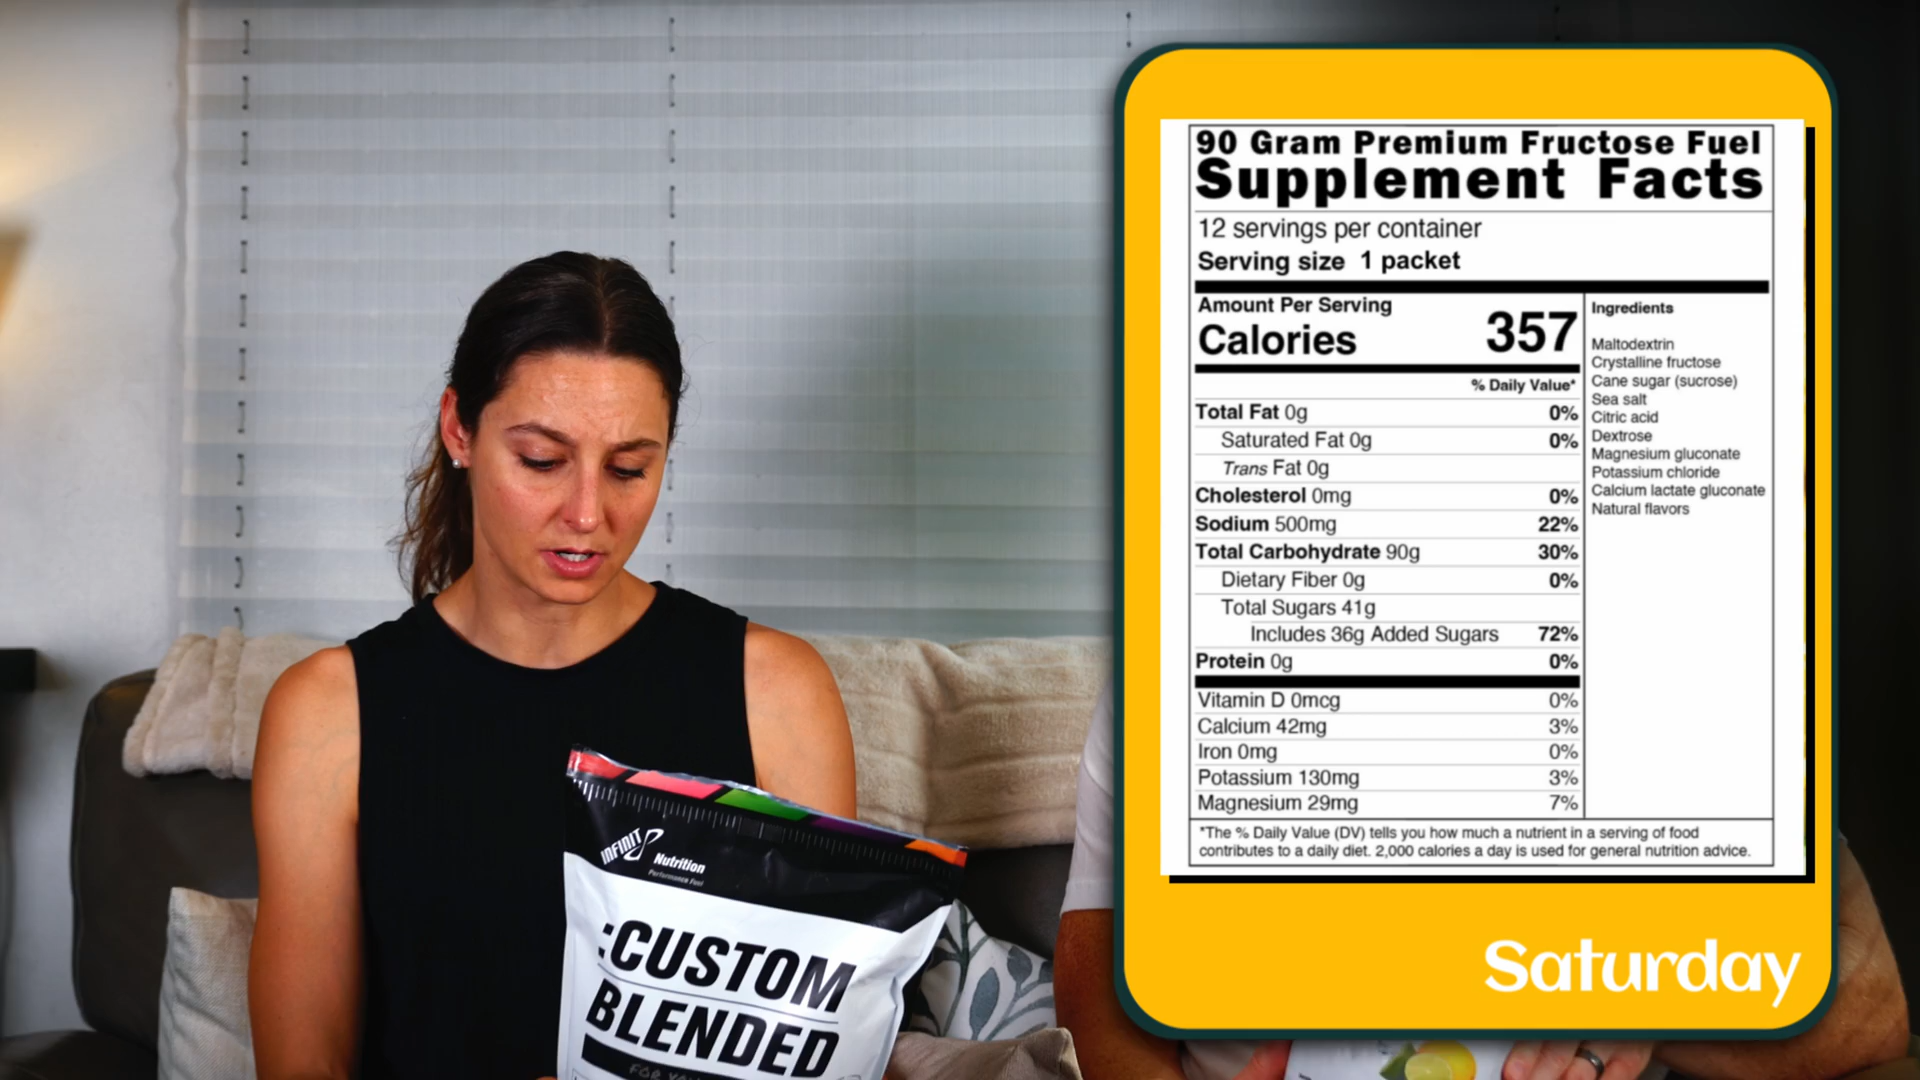 90 Gram Premium Fructose Fuel
Supplement Facts
12 servings per container
Serving size 1 packet
Amount Per Serving
Calories 357
% Daily Value*
Total Fat 0g 0%
Saturated Fat 0g 0%
Trans Fat 0g
Cholesterol 0mg 0%
Sodium 500mg 22%
Total Carbohydrate 90g 30%
Dietary Fiber 0g 0%
Total Sugars 41g
Includes 36g Added Sugars 72%
Protein 0g 0%
Vitamin D 0mcg 0%
Calcium 42mg 3%
Iron 0mg 0%
Potassium 130mg 3%
Magnesium 29mg 7%
Ingredients
Maltodextrin
Crystalline fructose
Cane sugar (sucrose)
Sea salt
Citric acid
Dextrose
Magnesium gluconate
Potassium chloride
Calcium lactate gluconate
Natural flavors
*The % Daily Value (DV) tells you how much a nutrient in a serving of food
contributes to a daily diet. 2,000 calories a day is used for general nutrition advice.
Saturday
INFINIT
Nutrition
Performance Fuel
:CUSTOM
BLENDED